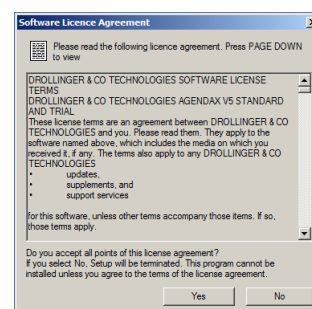 Software Licence Agreement
Please read the following licence agreement. Press PAGE DOWN
to view
DROLLINGER & CO TECHNOLOGIES SOFTWARE LICENSE
TERMS
DROLLINGER & CO TECHNOLOGIES AGENDAX V5 STANDARD
AND TRIAL
These license terms are an agreement between DROLLINGER & CO
TECHNOLOGIES and you. Please read them. They apply to the
software named above, which includes the media on which you
received it, if any. The terms also apply to any DROLLINGER & CO
TECHNOLOGIES
• updates,
• supplements, and
• support services
for this software, unless other terms accompany those items. If so,
those terms apply.
Do you accept all points of this license agreement?
If you select No, Setup will be terminated. This program cannot be
installed unless you agree to the terms of the license agreement.
Yes No